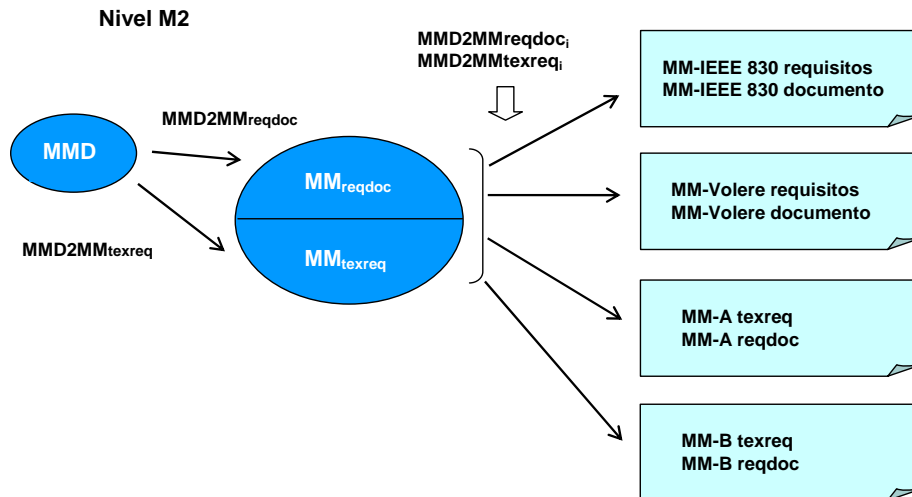 Nivel M2
MMD2MMreqdoci
MMD2MMtexreqi
MM-IEEE 830 requisitos
MM-IEEE 830 documento
MMD2MMreqdoc
MMD
MMreqdoc
MM-Volere requisitos
MM-Volere documento
MMD2MMtexreq
MMtexreq
MM-A texreq
MM-A reqdoc
MM-B texreq
MM-B reqdoc